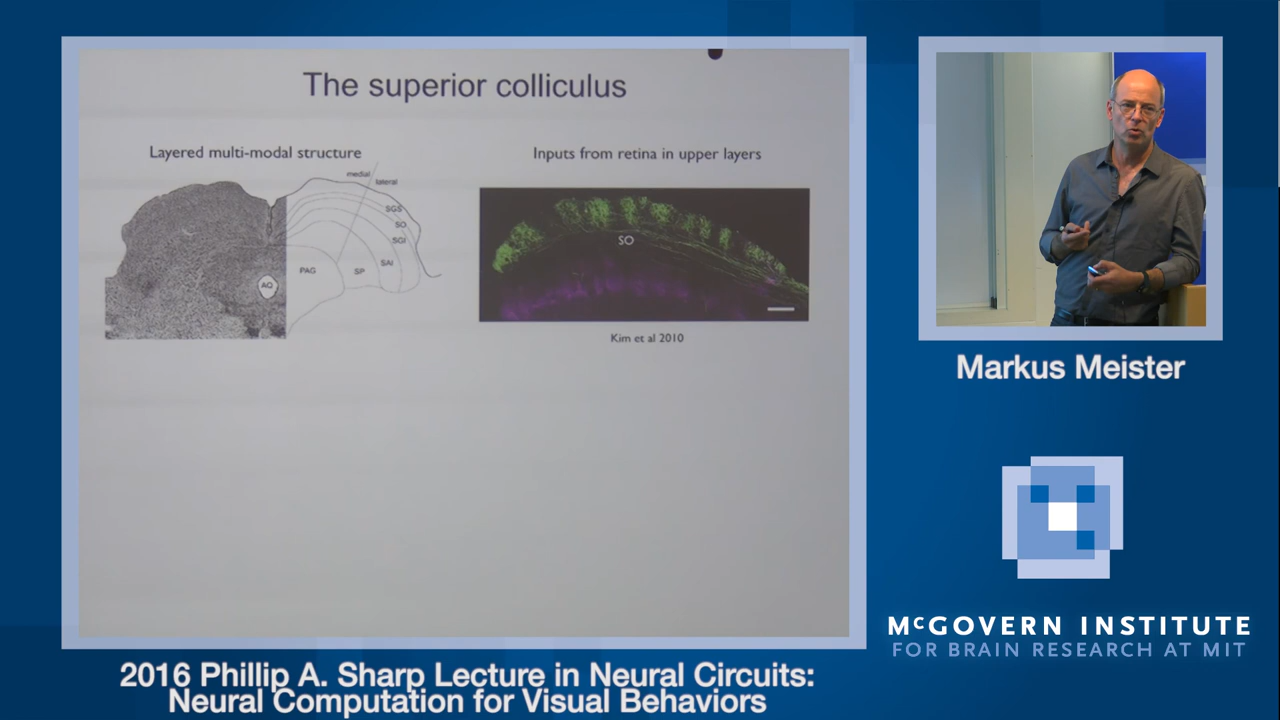 The superior colliculus
Layered multi-modal structure
medial
lateral
SGS
SO
SGI
SAI
SP
PAG
AQ
Inputs from retina in upper layers
SO
Kim et al 2010
Markus Meister
McGOVERN INSTITUTE
FOR BRAIN RESEARCH AT MIT
2016 Phillip A. Sharp Lecture in Neural Circuits:
Neural Computation for Visual Behaviors